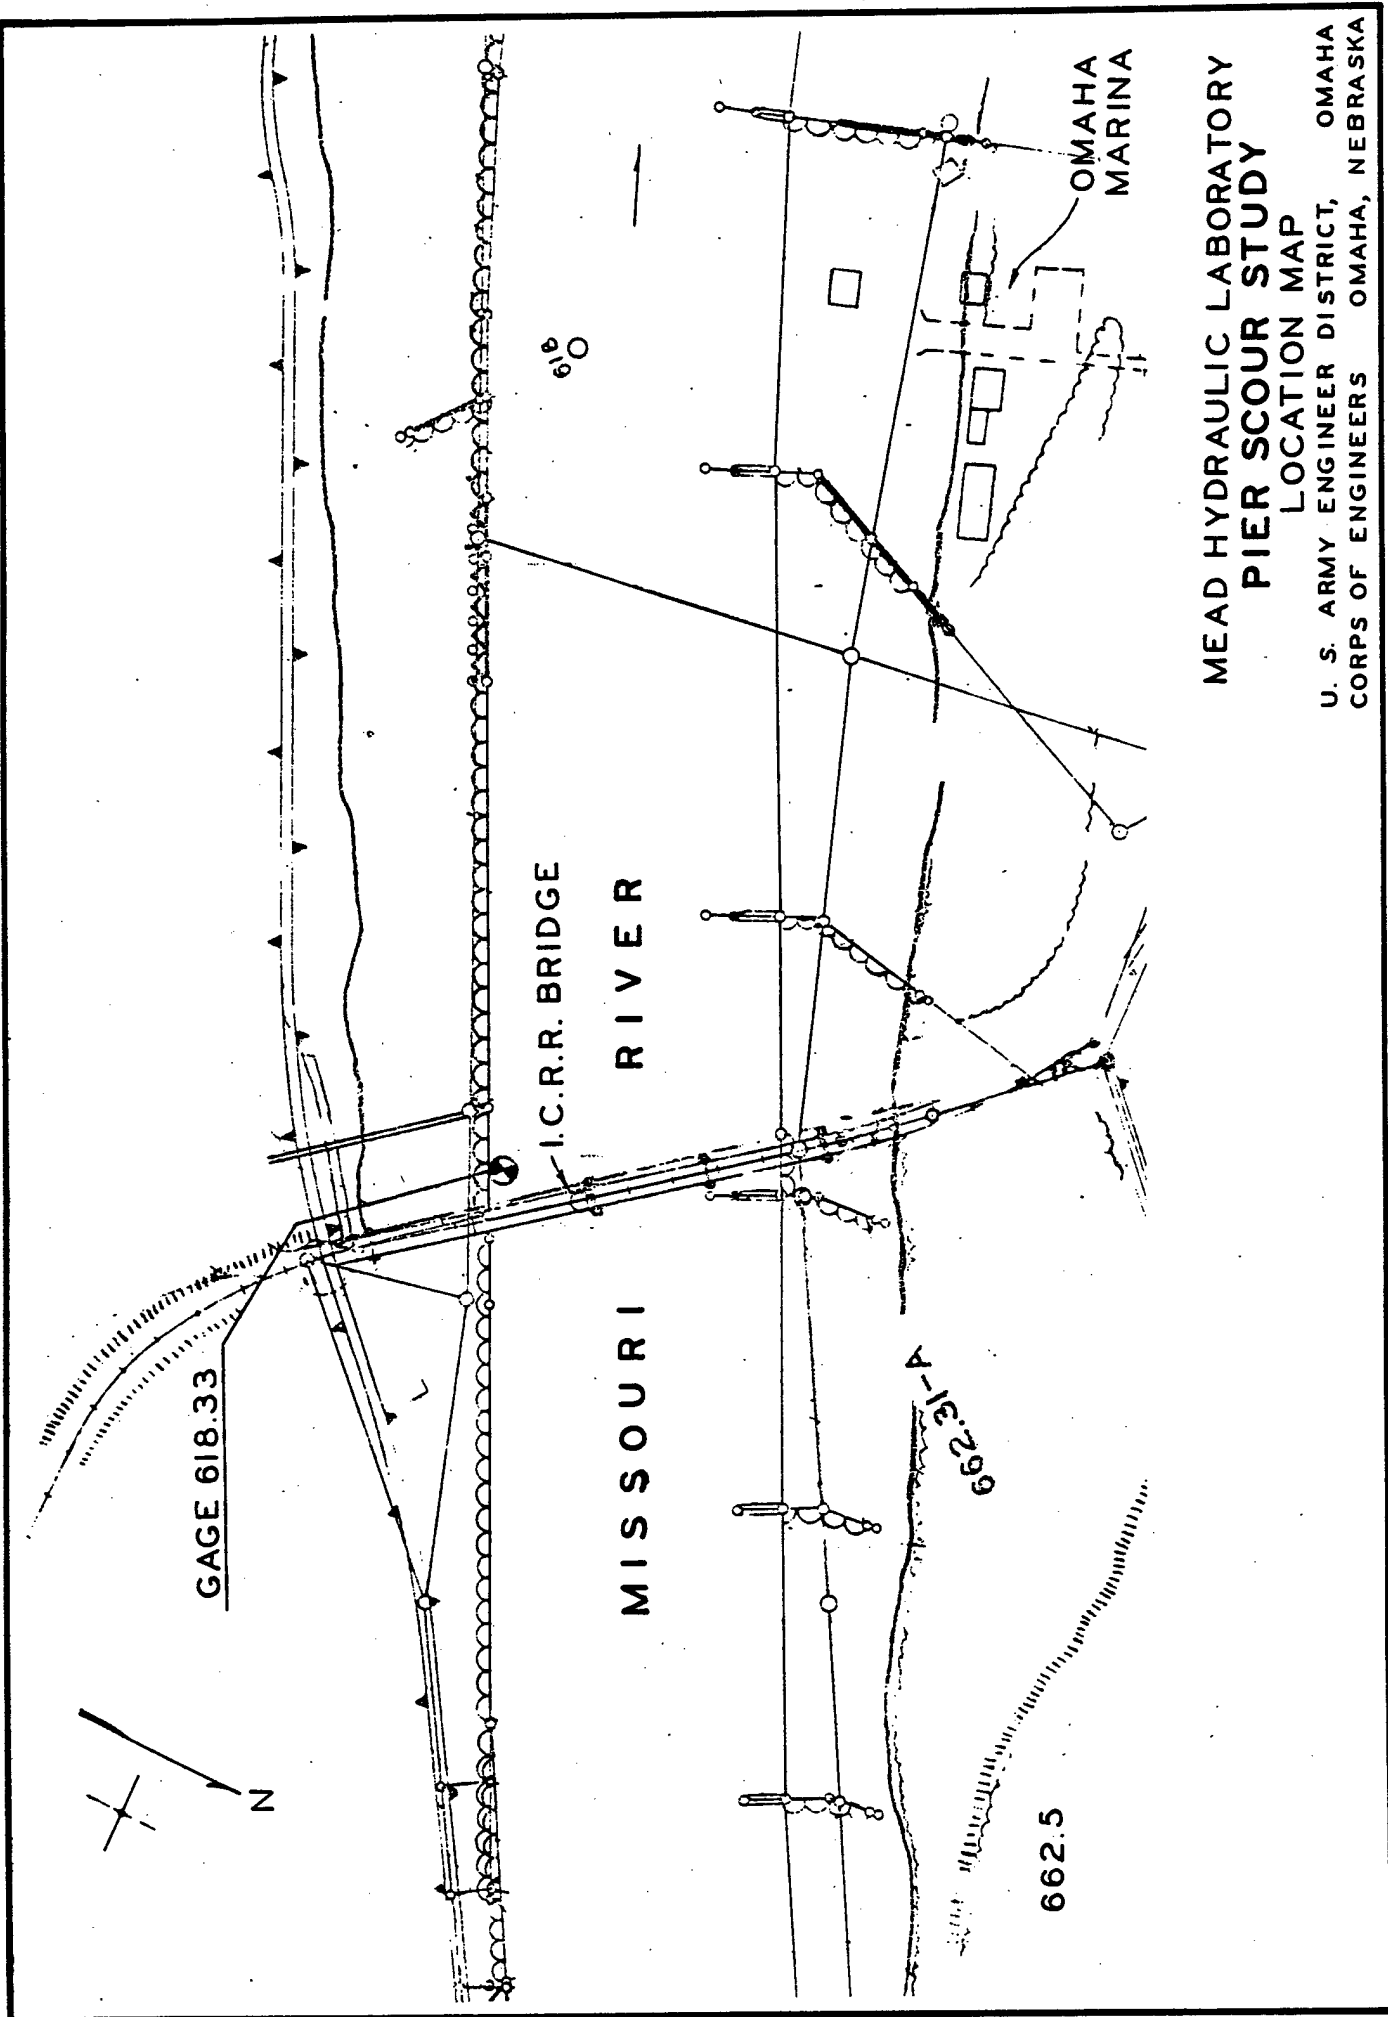 GAGE 618.33
N
I.C.R.R. BRIDGE
MISSOURI RIVER
618
662.31-A
662.5
OMAHA
MARINA
MEAD HYDRAULIC LABORATORY
PIER SCOUR STUDY
LOCATION MAP
U. S. ARMY ENGINEER DISTRICT, OMAHA
CORPS OF ENGINEERS OMAHA, NEBRASKA